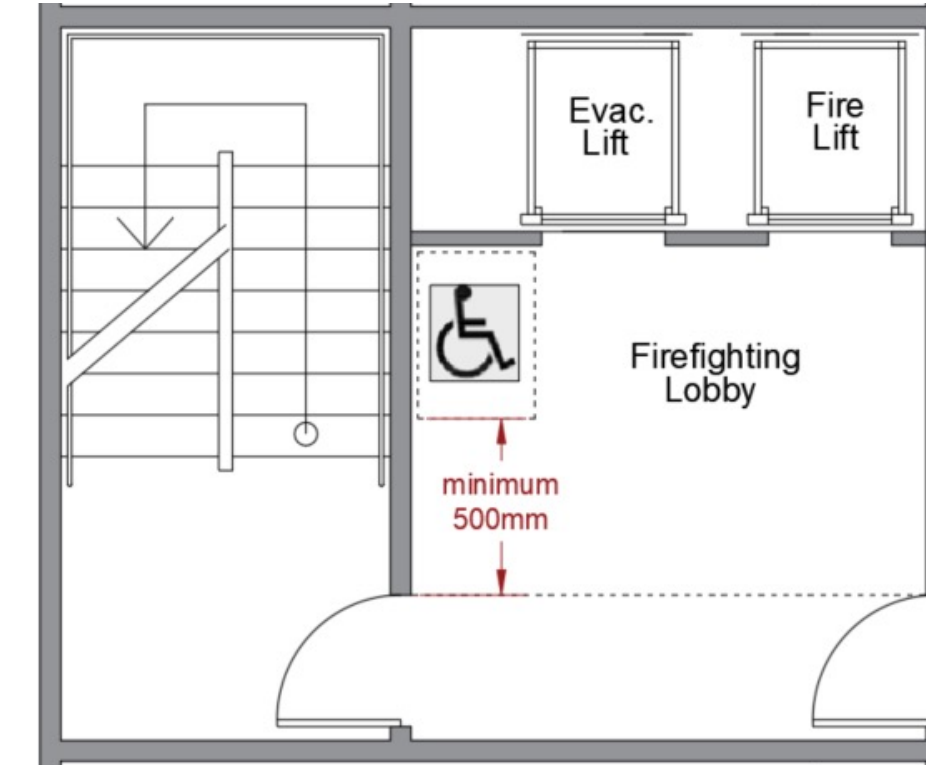 Evac.
Lift
Fire
Lift
Firefighting
Lobby
minimum
500mm